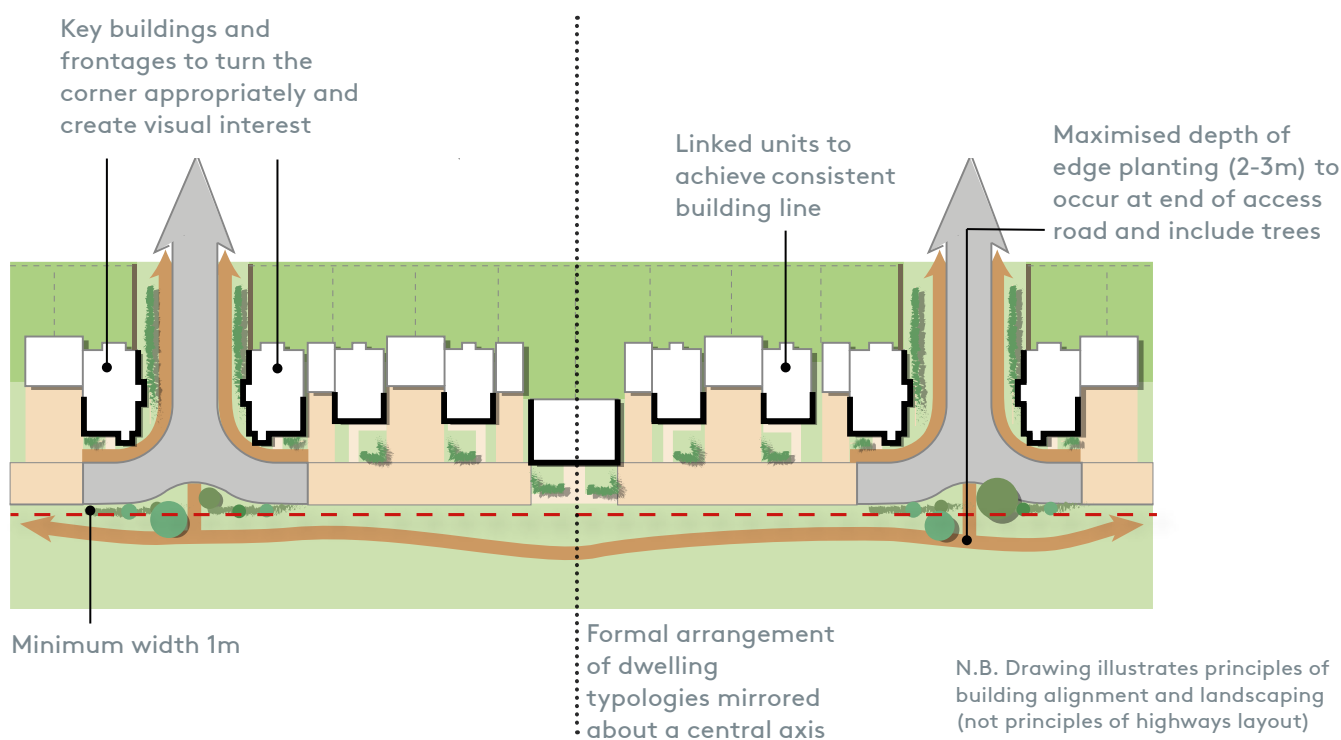 Key buildings and
frontages to turn the
corner appropriately and
create visual interest
Linked units to
achieve consistent
building line
Maximised depth of
edge planting (2-3m) to
occur at end of access
road and include trees
Minimum width 1m
Formal arrangement
of dwelling
typologies mirrored
about a central axis
N.B. Drawing illustrates principles of
building alignment and landscaping
(not principles of highways layout)